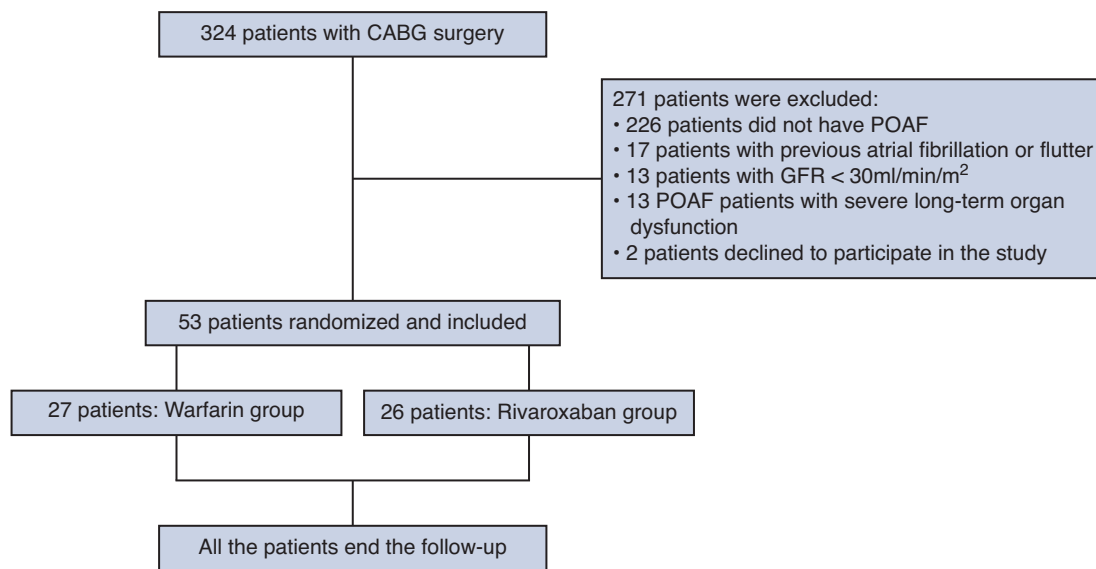 324 patients with CABG surgery
271 patients were excluded:
• 226 patients did not have POAF
• 17 patients with previous atrial fibrillation or flutter
• 13 patients with GFR < 30ml/min/m²
• 13 POAF patients with severe long-term organ
dysfunction
• 2 patients declined to participate in the study
53 patients randomized and included
27 patients: Warfarin group
26 patients: Rivaroxaban group
All the patients end the follow-up